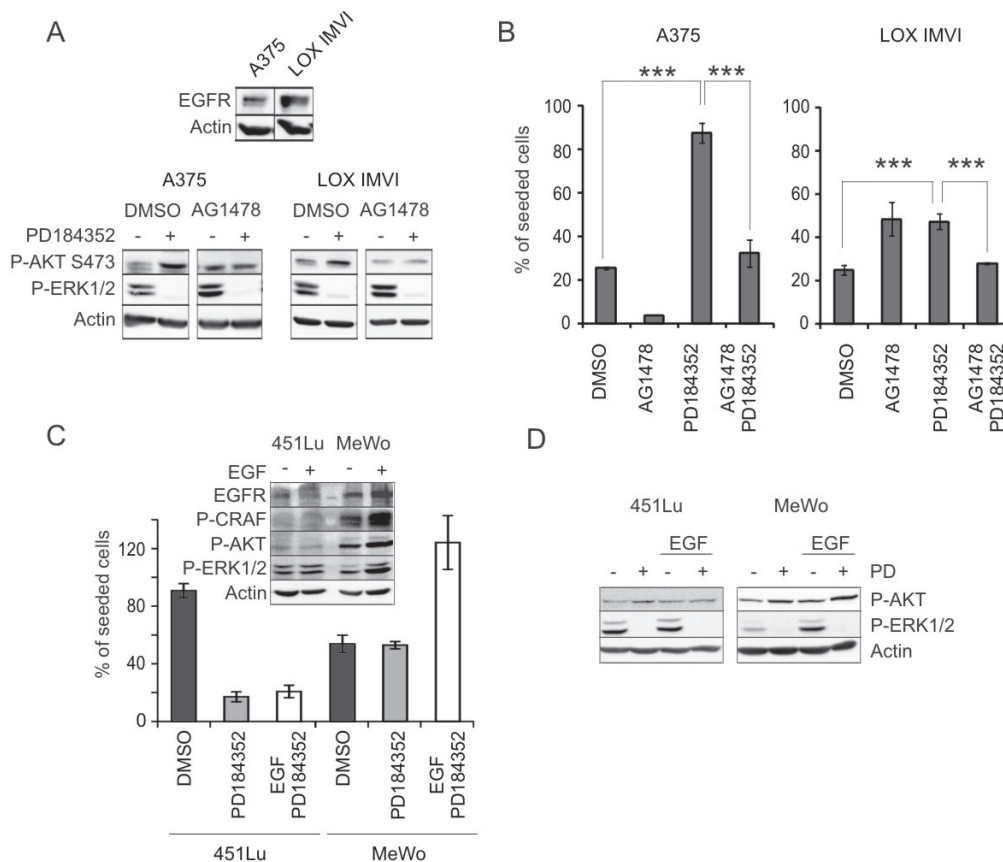 A
A375
LOX IMVI
EGFR
Actin
A375
LOX IMVI
DMSO
AG1478
DMSO
AG1478
PD184352
- + - + - + - +
P-AKT S473
P-ERK1/2
Actin
B
A375
LOX IMVI
*** ***
*** ***
% of seeded cells
100
80
60
40
20
0
100
80
60
40
20
0
DMSO
AG1478
PD184352
AG1478
PD184352
DMSO
AG1478
PD184352
AG1478
PD184352
C
451Lu MeWo
EGF - + - +
EGFR
P-CRAF
P-AKT
P-ERK1/2
Actin
% of seeded cells
120
80
40
0
DMSO
PD184352
EGF
PD184352
DMSO
PD184352
EGF
PD184352
451Lu
MeWo
D
451Lu
MeWo
EGF
EGF
- + - + - + - + PD
P-AKT
P-ERK1/2
Actin